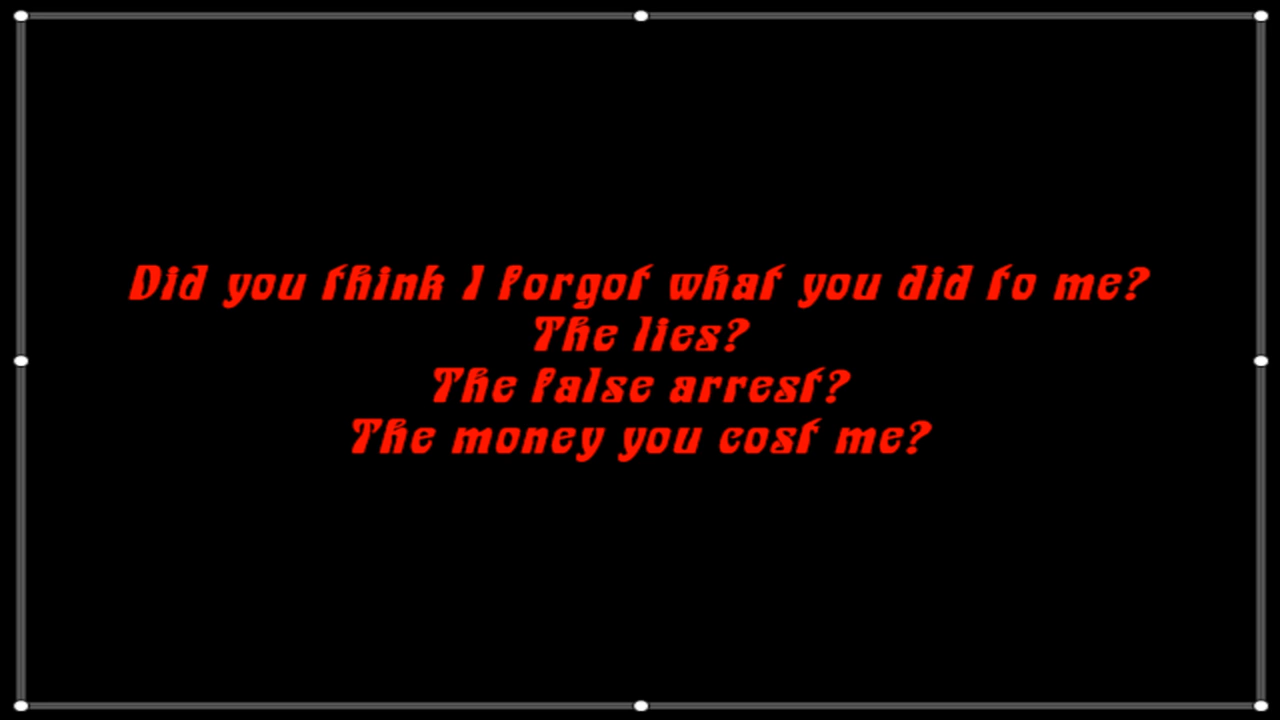 Did you think I forgot what you did to me?
The lies?
The false arrest?
The money you cost me?